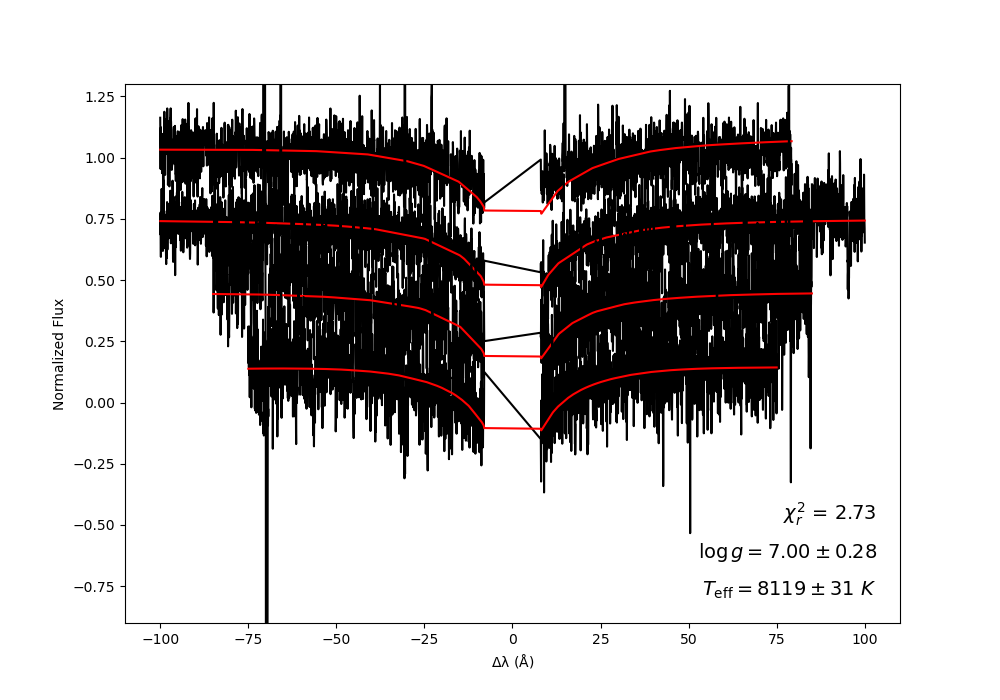 1.25
1.00
0.75
0.50
0.25
0.00
−0.25
−0.50
−0.75
Normalized Flux
χ²ᵣ = 2.73
log g = 7.00 ± 0.28
T_eff = 8119 ± 31 K
−100 −75 −50 −25 0 25 50 75 100
Δλ (Å)